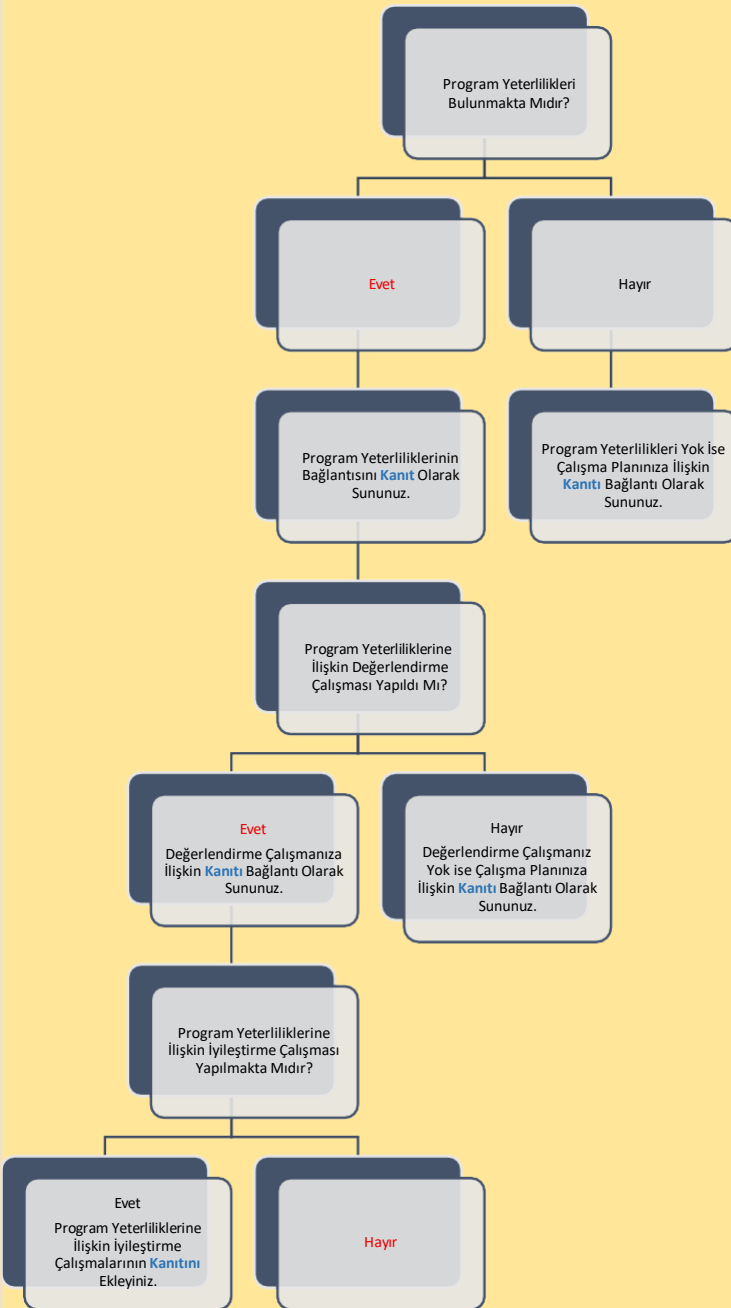 Program Yeterlilikleri
Bulunmakta Mıdır?
Evet
Hayır
Program Yeterliliklerinin
Bağlantısını Kanıt Olarak
Sununuz.
Program Yeterlilikleri Yok İse
Çalışma Planınıza İlişkin
Kanıtı Bağlantı Olarak
Sununuz.
Program Yeterliliklerine
İlişkin Değerlendirme
Çalışması Yapıldı Mı?
Evet
Değerlendirme Çalışmanıza
İlişkin Kanıtı Bağlantı Olarak
Sununuz.
Hayır
Değerlendirme Çalışmanız
Yok ise Çalışma Planınıza
İlişkin Kanıtı Bağlantı Olarak
Sununuz.
Program Yeterliliklerine
İlişkin İyileştirme Çalışması
Yapılmakta Mıdır?
Evet
Program Yeterliliklerine
İlişkin İyileştirme
Çalışmalarının Kanıtını
Ekleyiniz.
Hayır